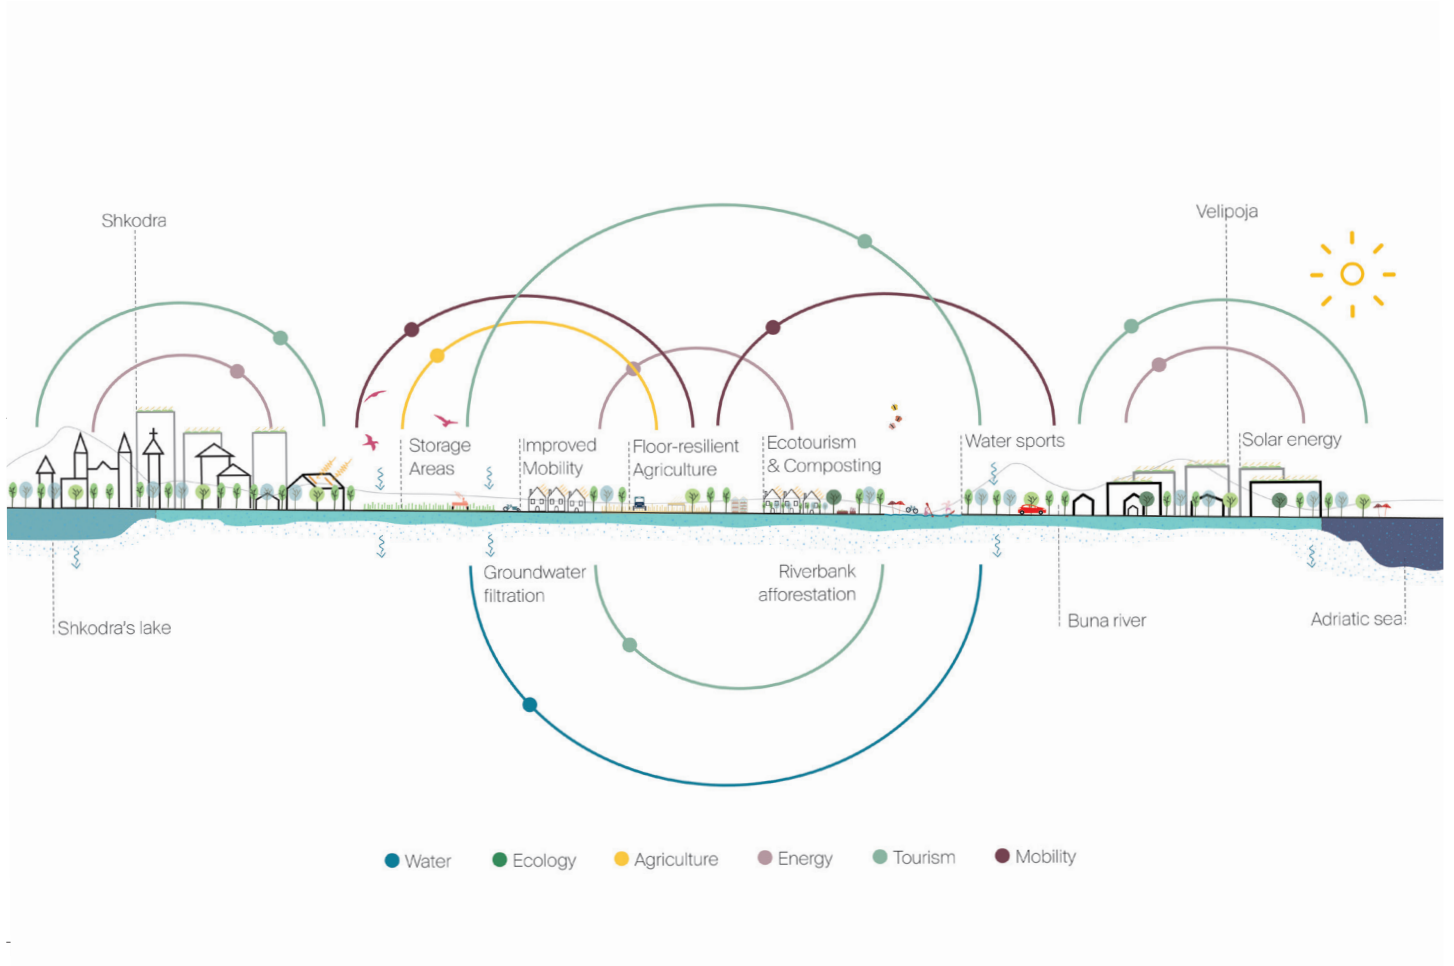 Shkodra
Velipoja
Storage
Areas
Improved
Mobility
Floor-resilient
Agriculture
Ecotourism
& Composting
Water sports
Solar energy
Groundwater
filtration
Riverbank
afforestation
Shkodra's lake
Buna river
Adriatic sea
Water
Ecology
Agriculture
Energy
Tourism
Mobility